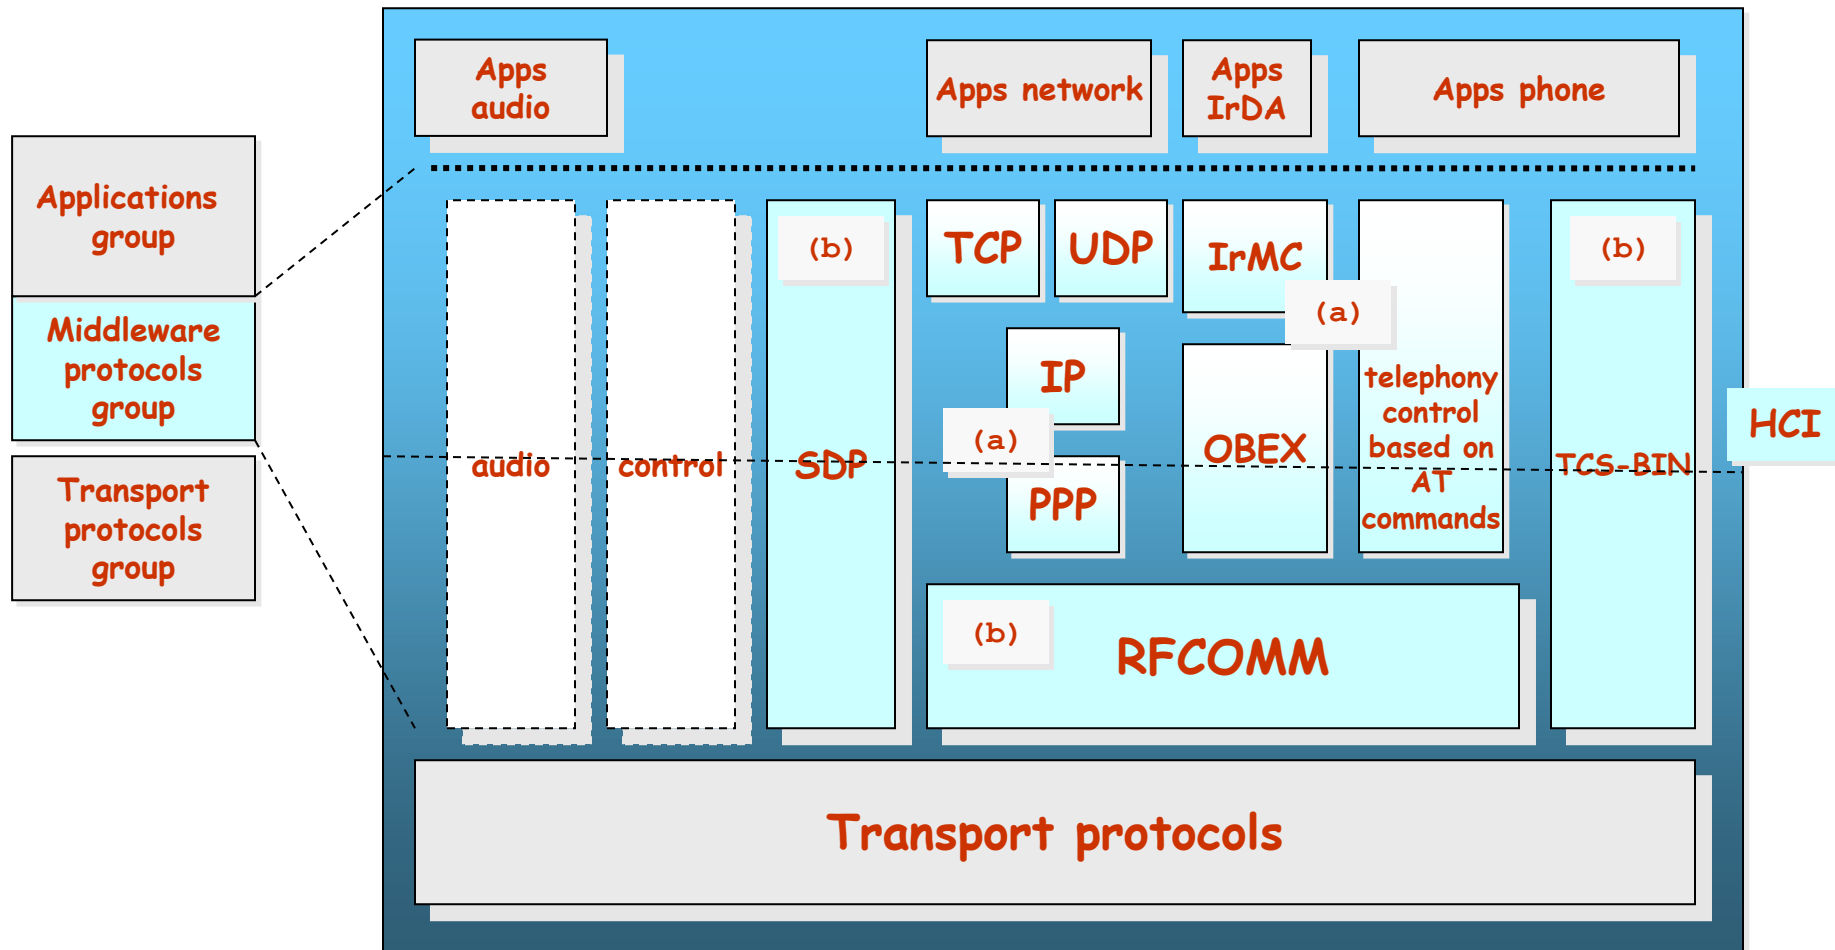 Applications
group
Middleware
protocols
group
Transport
protocols
group
Apps
audio
Apps network
Apps
IrDA
Apps phone
audio
control
(b)
SDP
TCP
UDP
IP
(a)
PPP
IrMC
(a)
OBEX
telephony
control
based on
AT
commands
(b)
TCS-BIN
HCI
(b)
RFCOMM
Transport protocols